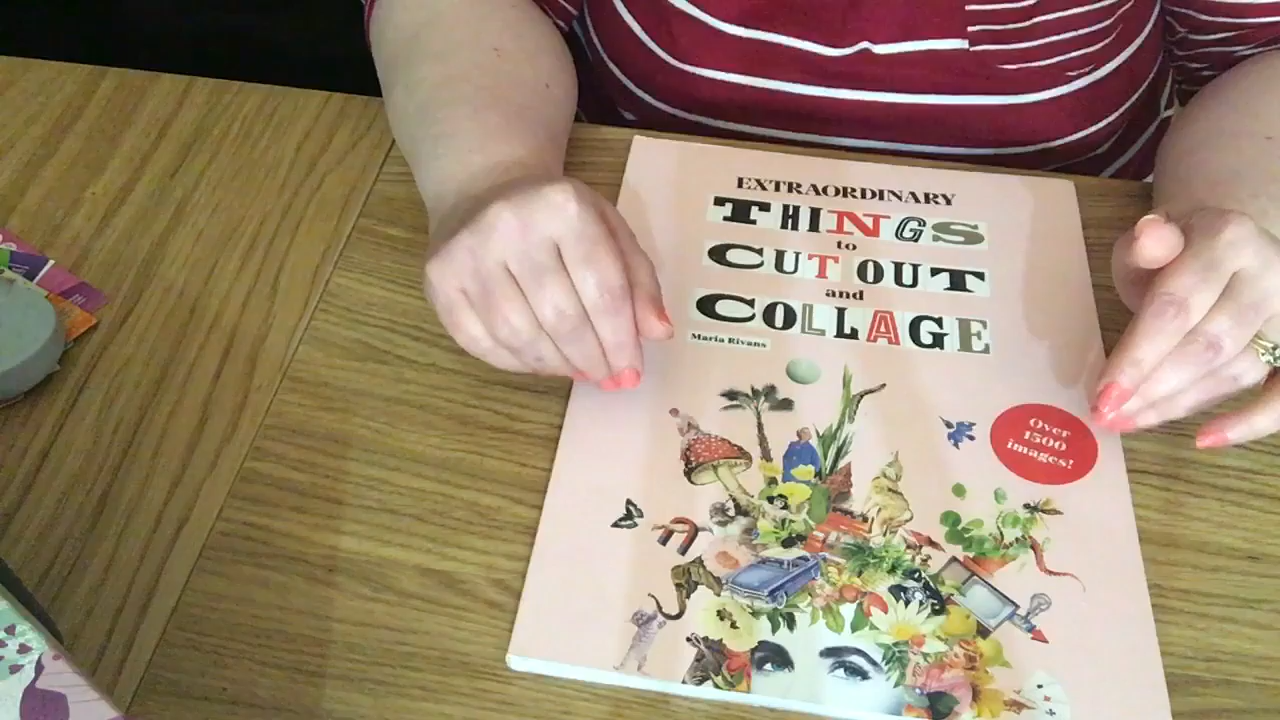 EXTRAORDINARY
THINGS
to
CUT OUT
and
COLLAGE
Maria Rivans
Over
1500
images!